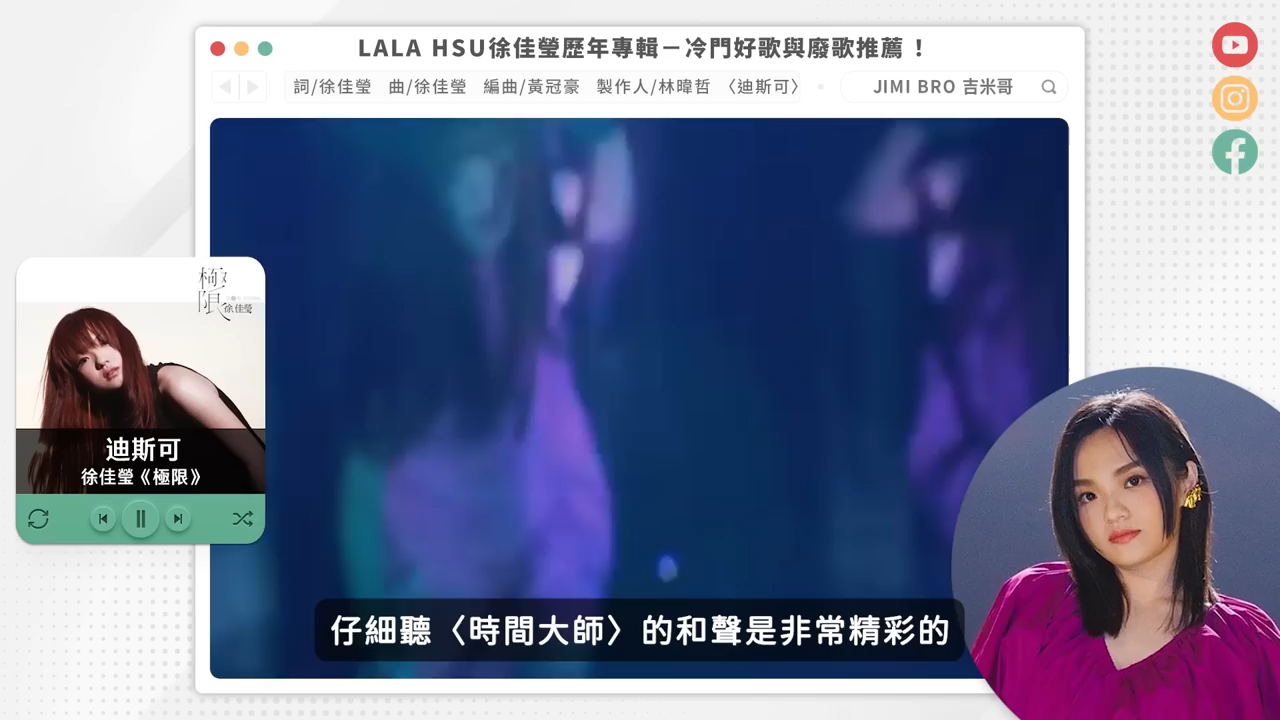 LALA HSU徐佳瑩歷年專輯－冷門好歌與廢歌推薦！
詞/徐佳瑩 曲/徐佳瑩 編曲/黃冠豪 製作人/林暐哲 〈迪斯可〉
JIMI BRO 吉米哥
極限
徐佳瑩
迪斯可
徐佳瑩《極限》
仔細聽〈時間大師〉的和聲是非常精彩的